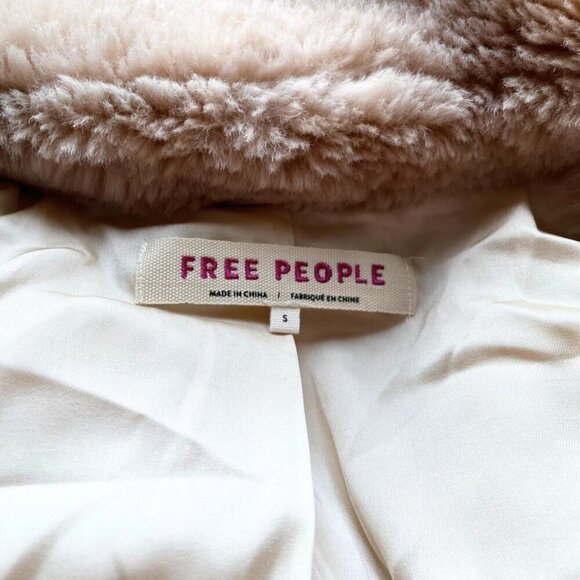 FREE PEOPLE
MADE IN CHINA / FABRIQUÉ EN CHINE
S